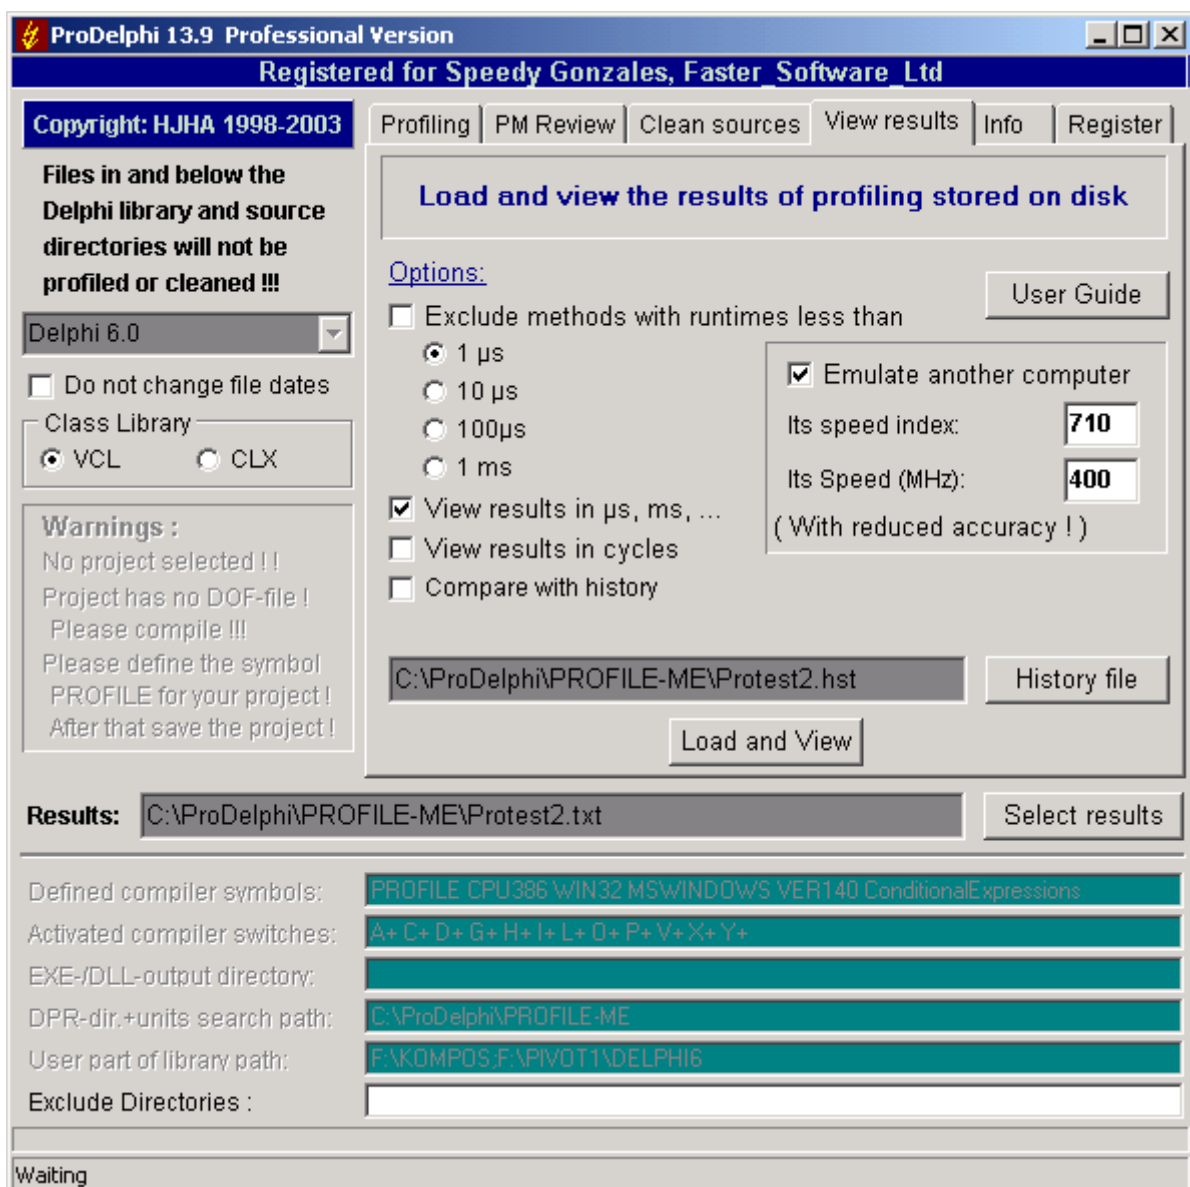 ProDelphi 13.9 Professional Version
Registered for Speedy Gonzales, Faster_Software_Ltd
Copyright: HJHA 1998-2003
Files in and below the
Delphi library and source
directories will not be
profiled or cleaned !!!
Delphi 6.0
Do not change file dates
Class Library
VCL CLX
Warnings :
No project selected ! !
Project has no DOF-file !
Please compile !!!
Please define the symbol
PROFILE for your project !
After that save the project !
Profiling PM Review Clean sources View results Info Register
Load and view the results of profiling stored on disk
Options:
User Guide
Exclude methods with runtimes less than
1 µs
10 µs
100µs
1 ms
View results in µs, ms, ...
View results in cycles
Compare with history
Emulate another computer
Its speed index: 710
Its Speed (MHz): 400
( With reduced accuracy ! )
C:\ProDelphi\PROFILE-ME\Protest2.hst History file
Load and View
Results: C:\ProDelphi\PROFILE-ME\Protest2.txt Select results
Defined compiler symbols: PROFILE CPU386 WIN32 MSWINDOWS VER140 ConditionalExpressions
Activated compiler switches: A+ C+ D+ G+ H+ I+ L+ O+ P+ V+ X+ Y+
EXE-/DLL-output directory:
DPR-dir.+units search path: C:\ProDelphi\PROFILE-ME
User part of library path: F:\KOMPOS;F:\PIVOT1\DELPHI6
Exclude Directories :
Waiting